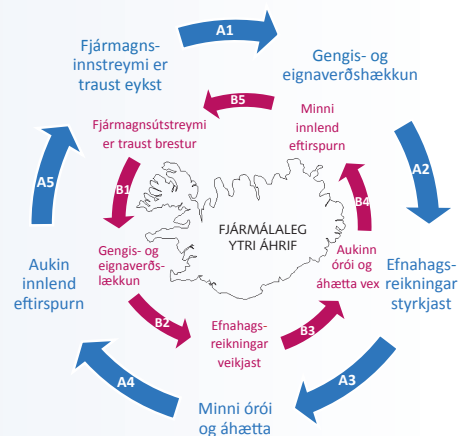 A1
Fjármagns-
innstreymi er
traust eykst
Gengis- og
eignaverðshækkun
B5
Minni
innlend
eftirspurn
Fjármagnsútstreymi
er traust brestur
A2
A5
B1
B4
FJÁRMÁLALEG
YTRI ÁHRIF
Gengis- og
eignaverðs-
lækkun
Aukinn
órói og
áhætta vex
Aukin
innlend
eftirspurn
Efnahags-
reikningar
styrkjast
B2
Efnahags-
reikningar
veikjast
B3
A4
A3
Minni órói
og áhætta